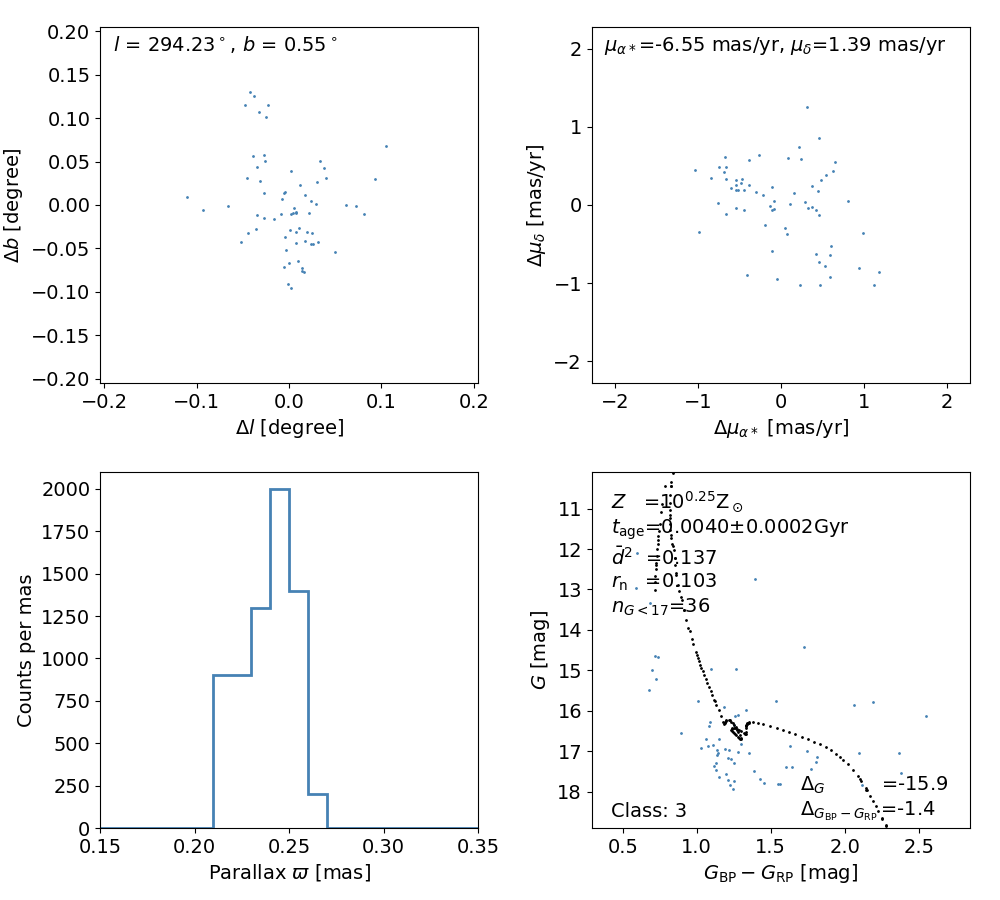 l = 294.23°, b = 0.55°
0.20
0.15
0.10
0.05
0.00
−0.05
−0.10
−0.15
−0.20
Δb [degree]
−0.2 −0.1 0.0 0.1 0.2
Δl [degree]
μα*=-6.55 mas/yr, μδ=1.39 mas/yr
2
1
0
−1
−2
Δμδ [mas/yr]
−2 −1 0 1 2
Δμα* [mas/yr]
2000
1750
1500
1250
1000
750
500
250
0
Counts per mas
0.15 0.20 0.25 0.30 0.35
Parallax ϖ [mas]
Z =10^0.25 Z⊙
t_age=0.0040±0.0002Gyr
d̄² =0.137
r_n =0.103
n_G<17=36
11
12
13
14
15
16
17
18
G [mag]
Δ_G =-15.9
Δ_GBP−GRP=-1.4
Class: 3
0.5 1.0 1.5 2.0 2.5
G_BP − G_RP [mag]